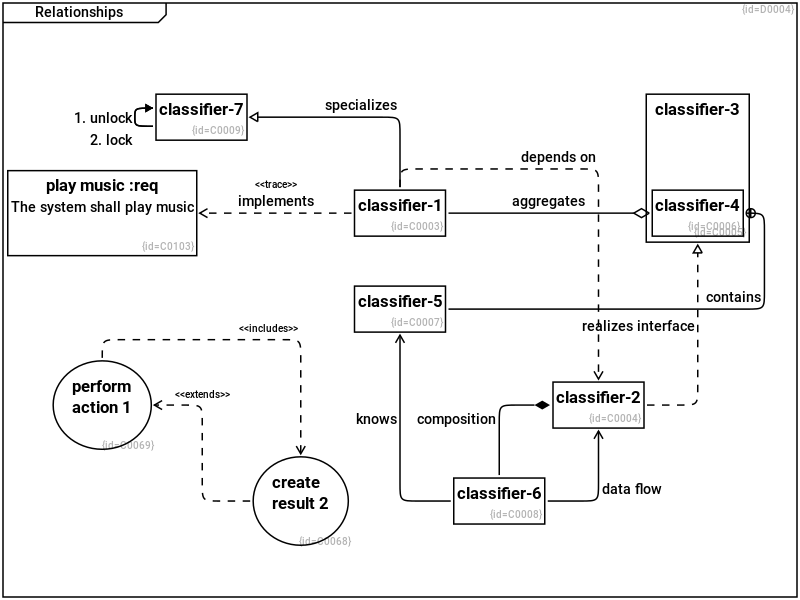 Relationships
{id=D0004}
classifier-7
{id=C0009}
1. unlock
2. lock
specializes
classifier-3
depends on
play music :req
The system shall play music
{id=C0103}
<<trace>>
implements
classifier-1
{id=C0003}
aggregates
classifier-4
{id=C0006}
{id=C0005}
contains
classifier-5
{id=C0007}
realizes interface
<<includes>>
perform
action 1
{id=C0069}
<<extends>>
knows
composition
classifier-2
{id=C0004}
create
result 2
{id=C0068}
classifier-6
{id=C0008}
data flow